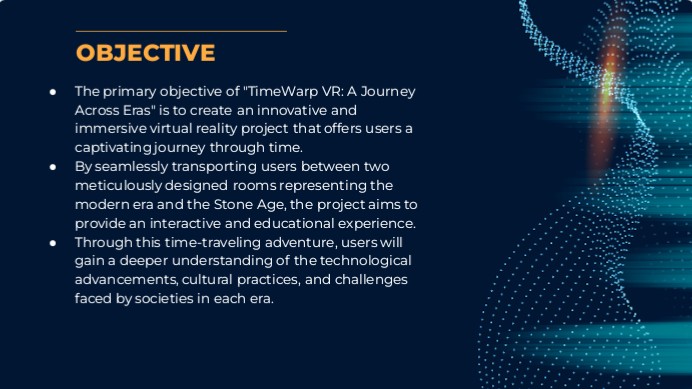 OBJECTIVE
● The primary objective of "TimeWarp VR: A Journey
Across Eras" is to create an innovative and
immersive virtual reality project that offers users a
captivating journey through time.
● By seamlessly transporting users between two
meticulously designed rooms representing the
modern era and the Stone Age, the project aims to
provide an interactive and educational experience.
● Through this time-traveling adventure, users will
gain a deeper understanding of the technological
advancements, cultural practices, and challenges
faced by societies in each era.